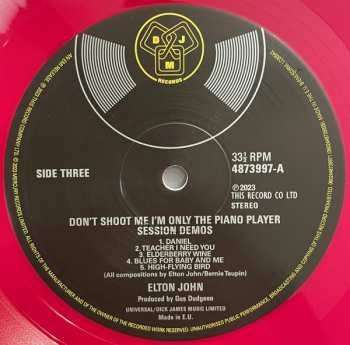 D J
M
RECORDS
SIDE THREE
33⅓ RPM
4873997-A
℗©2023
THIS RECORD CO LTD
STEREO
DON'T SHOOT ME I'M ONLY THE PIANO PLAYER
SESSION DEMOS
1. DANIEL
2. TEACHER I NEED YOU
3. ELDERBERRY WINE
4. BLUES FOR BABY AND ME
5. HIGH-FLYING BIRD
(All compositions by Elton John/Bernie Taupin)
ELTON JOHN
Produced by Gus Dudgeon
UNIVERSAL/DICK JAMES MUSIC LIMITED
Made in E.U.